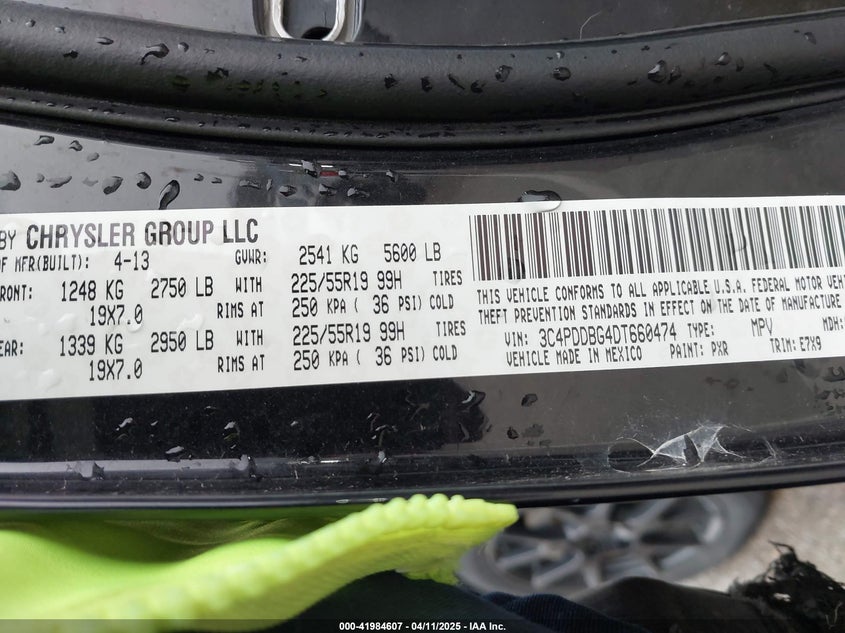 BY CHRYSLER GROUP LLC
OF MFR(BUILT): 4-13 GVWR: 2541 KG 5600 LB
FRONT: 1248 KG 2750 LB WITH 225/55R19 99H TIRES
19X7.0 RIMS AT 250 KPA ( 36 PSI) COLD
EAR: 1339 KG 2950 LB WITH 225/55R19 99H TIRES
19X7.0 RIMS AT 250 KPA ( 36 PSI) COLD
THIS VEHICLE CONFORMS TO ALL APPLICABLE U.S.A. FEDERAL MOTOR VEHI
THEFT PREVENTION STANDARDS IN EFFECT ON THE DATE OF MANUFACTURE
VIN: 3C4PDDBG4DT660474 TYPE: MPV MDH:
VEHICLE MADE IN MEXICO PAINT: PXR TRIM: E7X9
000-41984607 - 04/11/2025 - IAA Inc.